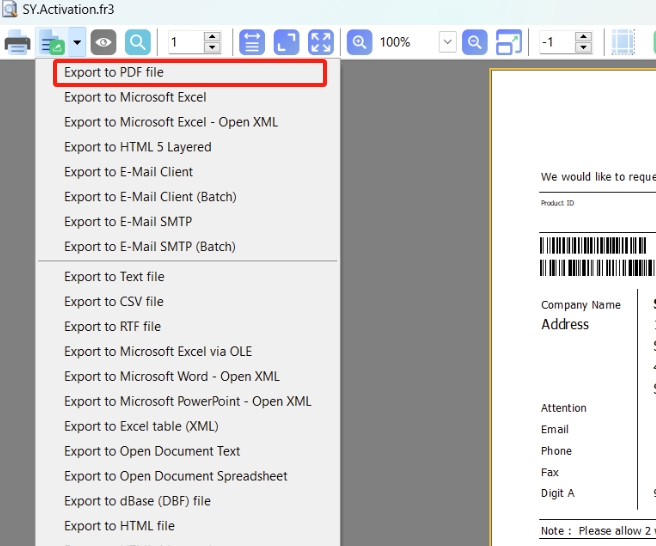 SY.Activation.fr3
1
100%
-1
Export to PDF file
Export to Microsoft Excel
Export to Microsoft Excel - Open XML
Export to HTML 5 Layered
Export to E-Mail Client
Export to E-Mail Client (Batch)
Export to E-Mail SMTP
Export to E-Mail SMTP (Batch)
Export to Text file
Export to CSV file
Export to RTF file
Export to Microsoft Excel via OLE
Export to Microsoft Word - Open XML
Export to Microsoft PowerPoint - Open XML
Export to Excel table (XML)
Export to Open Document Text
Export to Open Document Spreadsheet
Export to dBase (DBF) file
Export to HTML file
We would like to reque
Product ID
Company Name
Address
Attention
Email
Phone
Fax
Digit A
Note : Please allow 2